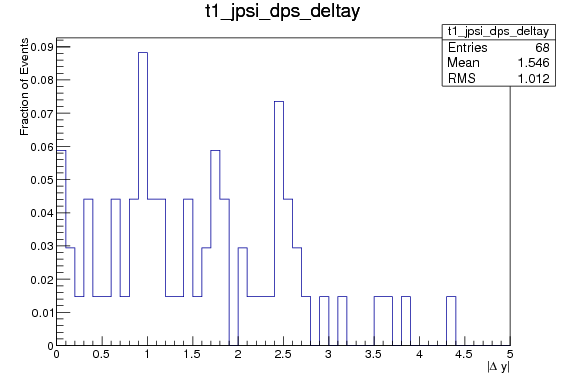 t1_jpsi_dps_deltay
t1_jpsi_dps_deltay
Entries 68
Mean 1.546
RMS 1.012
Fraction of Events
0.09
0.08
0.07
0.06
0.05
0.04
0.03
0.02
0.01
0
0 0.5 1 1.5 2 2.5 3 3.5 4 4.5 5
|Δ y|